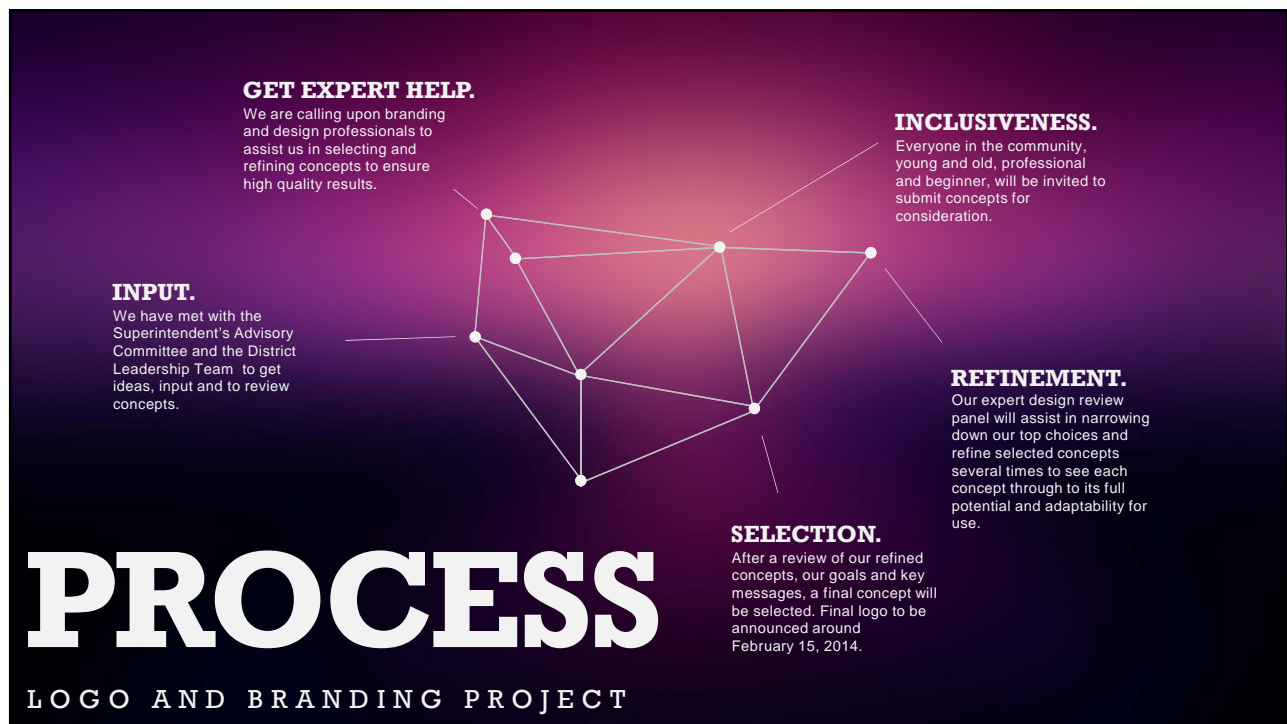 GET EXPERT HELP.
We are calling upon branding
and design professionals to
assist us in selecting and
refining concepts to ensure
high quality results.
INCLUSIVENESS.
Everyone in the community,
young and old, professional
and beginner, will be invited to
submit concepts for
consideration.
INPUT.
We have met with the
Superintendent's Advisory
Committee and the District
Leadership Team  to get
ideas, input and to review
concepts.
REFINEMENT.
Our expert design review
panel will assist in narrowing
down our top choices and
refine selected concepts
several times to see each
concept through to its full
potential and adaptability for
use.
SELECTION.
After a review of our refined
concepts, our goals and key
messages, a final concept will
be selected. Final logo to be
announced around
February 15, 2014.
PROCESS
LOGO AND BRANDING PROJECT